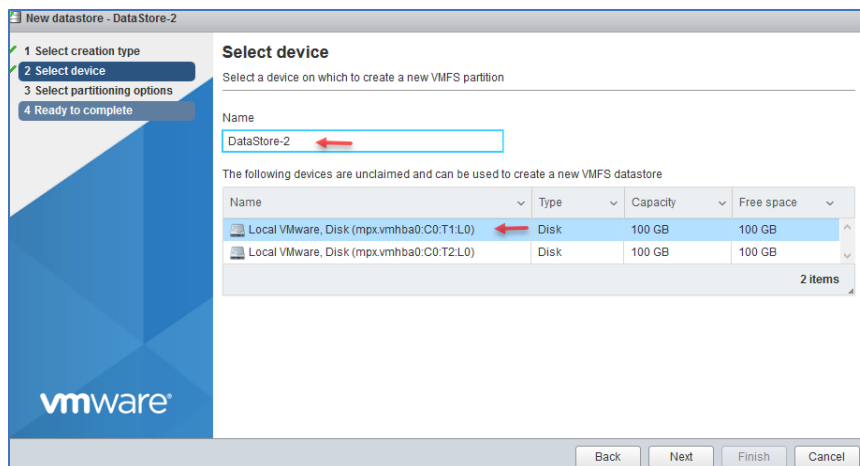 New datastore - DataStore-2
1 Select creation type
2 Select device
3 Select partitioning options
4 Ready to complete
Select device
Select a device on which to create a new VMFS partition
Name
DataStore-2
The following devices are unclaimed and can be used to create a new VMFS datastore
Name Type Capacity Free space
Local VMware, Disk (mpx.vmhba0:C0:T1:L0) Disk 100 GB 100 GB
Local VMware, Disk (mpx.vmhba0:C0:T2:L0) Disk 100 GB 100 GB
2 items
vmware®
Back Next Finish Cancel